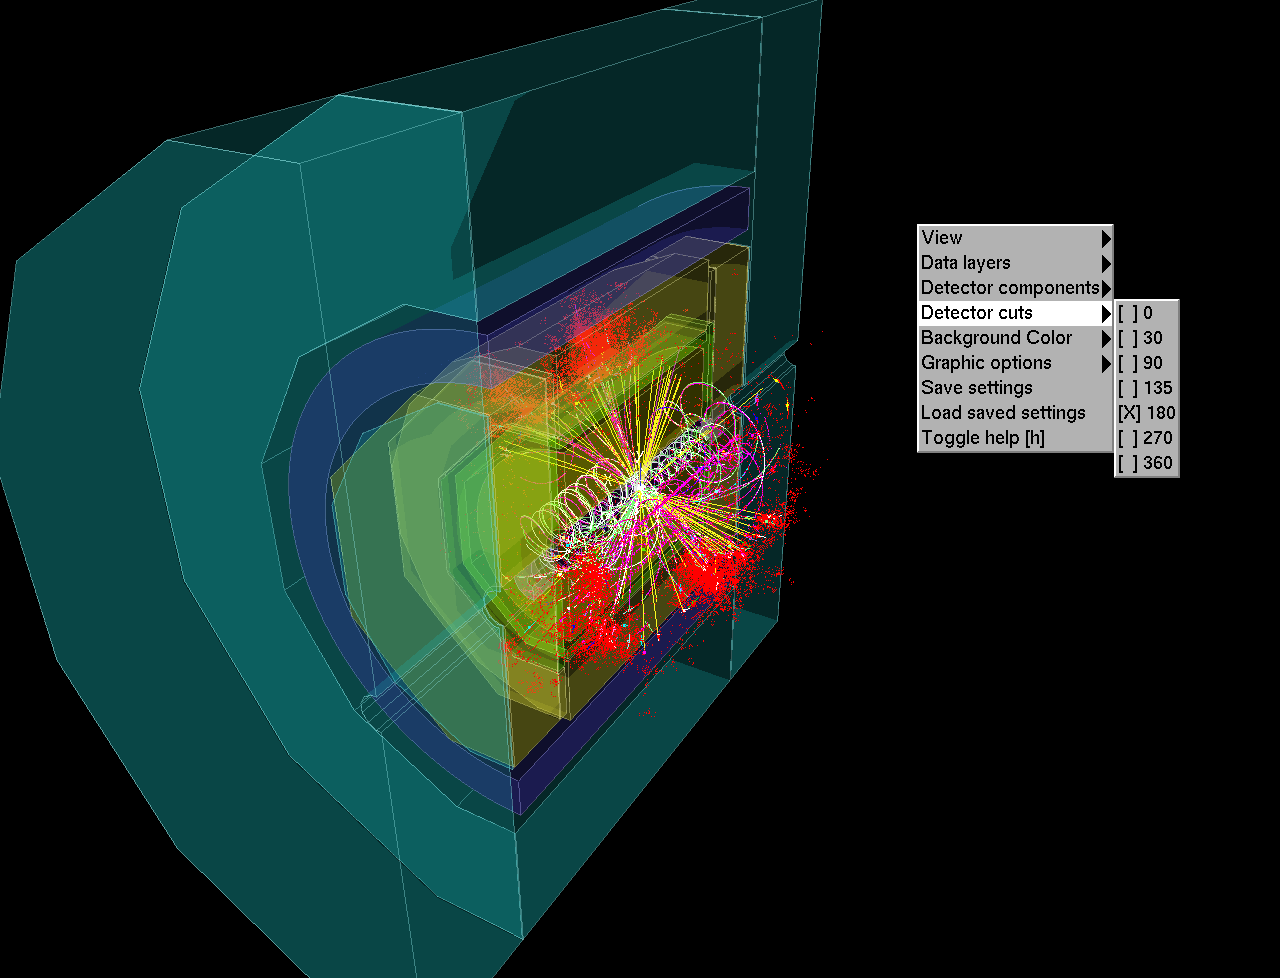 View
Data layers
Detector components
Detector cuts
Background Color
Graphic options
Save settings
Load saved settings
Toggle help [h]
[ ] 0
[ ] 30
[ ] 90
[ ] 135
[X] 180
[ ] 270
[ ] 360